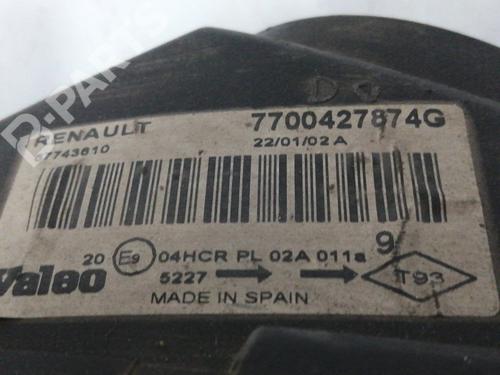 D-PARTS
RENAULT 7700427874G
67743610 22/01/02 A
20 E9 04HCR PL 02A 011a 9
Valeo 5227 T93
MADE IN SPAIN